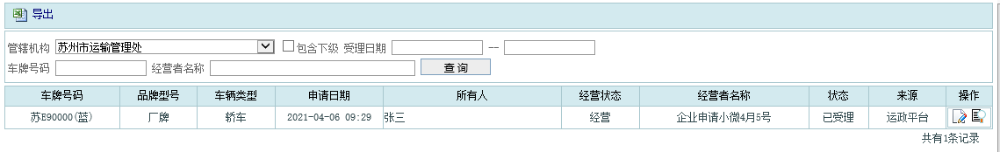 导出
管辖机构 苏州市运输管理处 包含下级 受理日期 --
车牌号码 经营者名称 查 询
车牌号码 品牌型号 车辆类型 申请日期 所有人 经营状态 经营者名称 状态 来源 操作
苏E90000(蓝) 厂牌 轿车 2021-04-06 09:29 张三 经营 企业申请小微4月5号 已受理 运政平台
共有1条记录